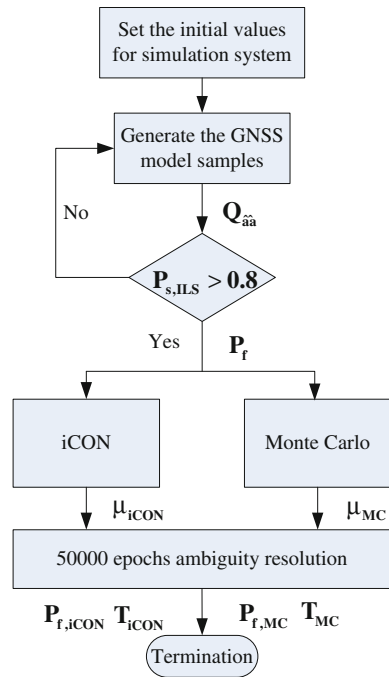 Set the initial values
for simulation system
Generate the GNSS
model samples
No
Q_ââ
P_s,ILS > 0.8
Yes
P_f
iCON
Monte Carlo
μ_iCON
μ_MC
50000 epochs ambiguity resolution
P_f,iCON T_iCON
P_f,MC T_MC
Termination